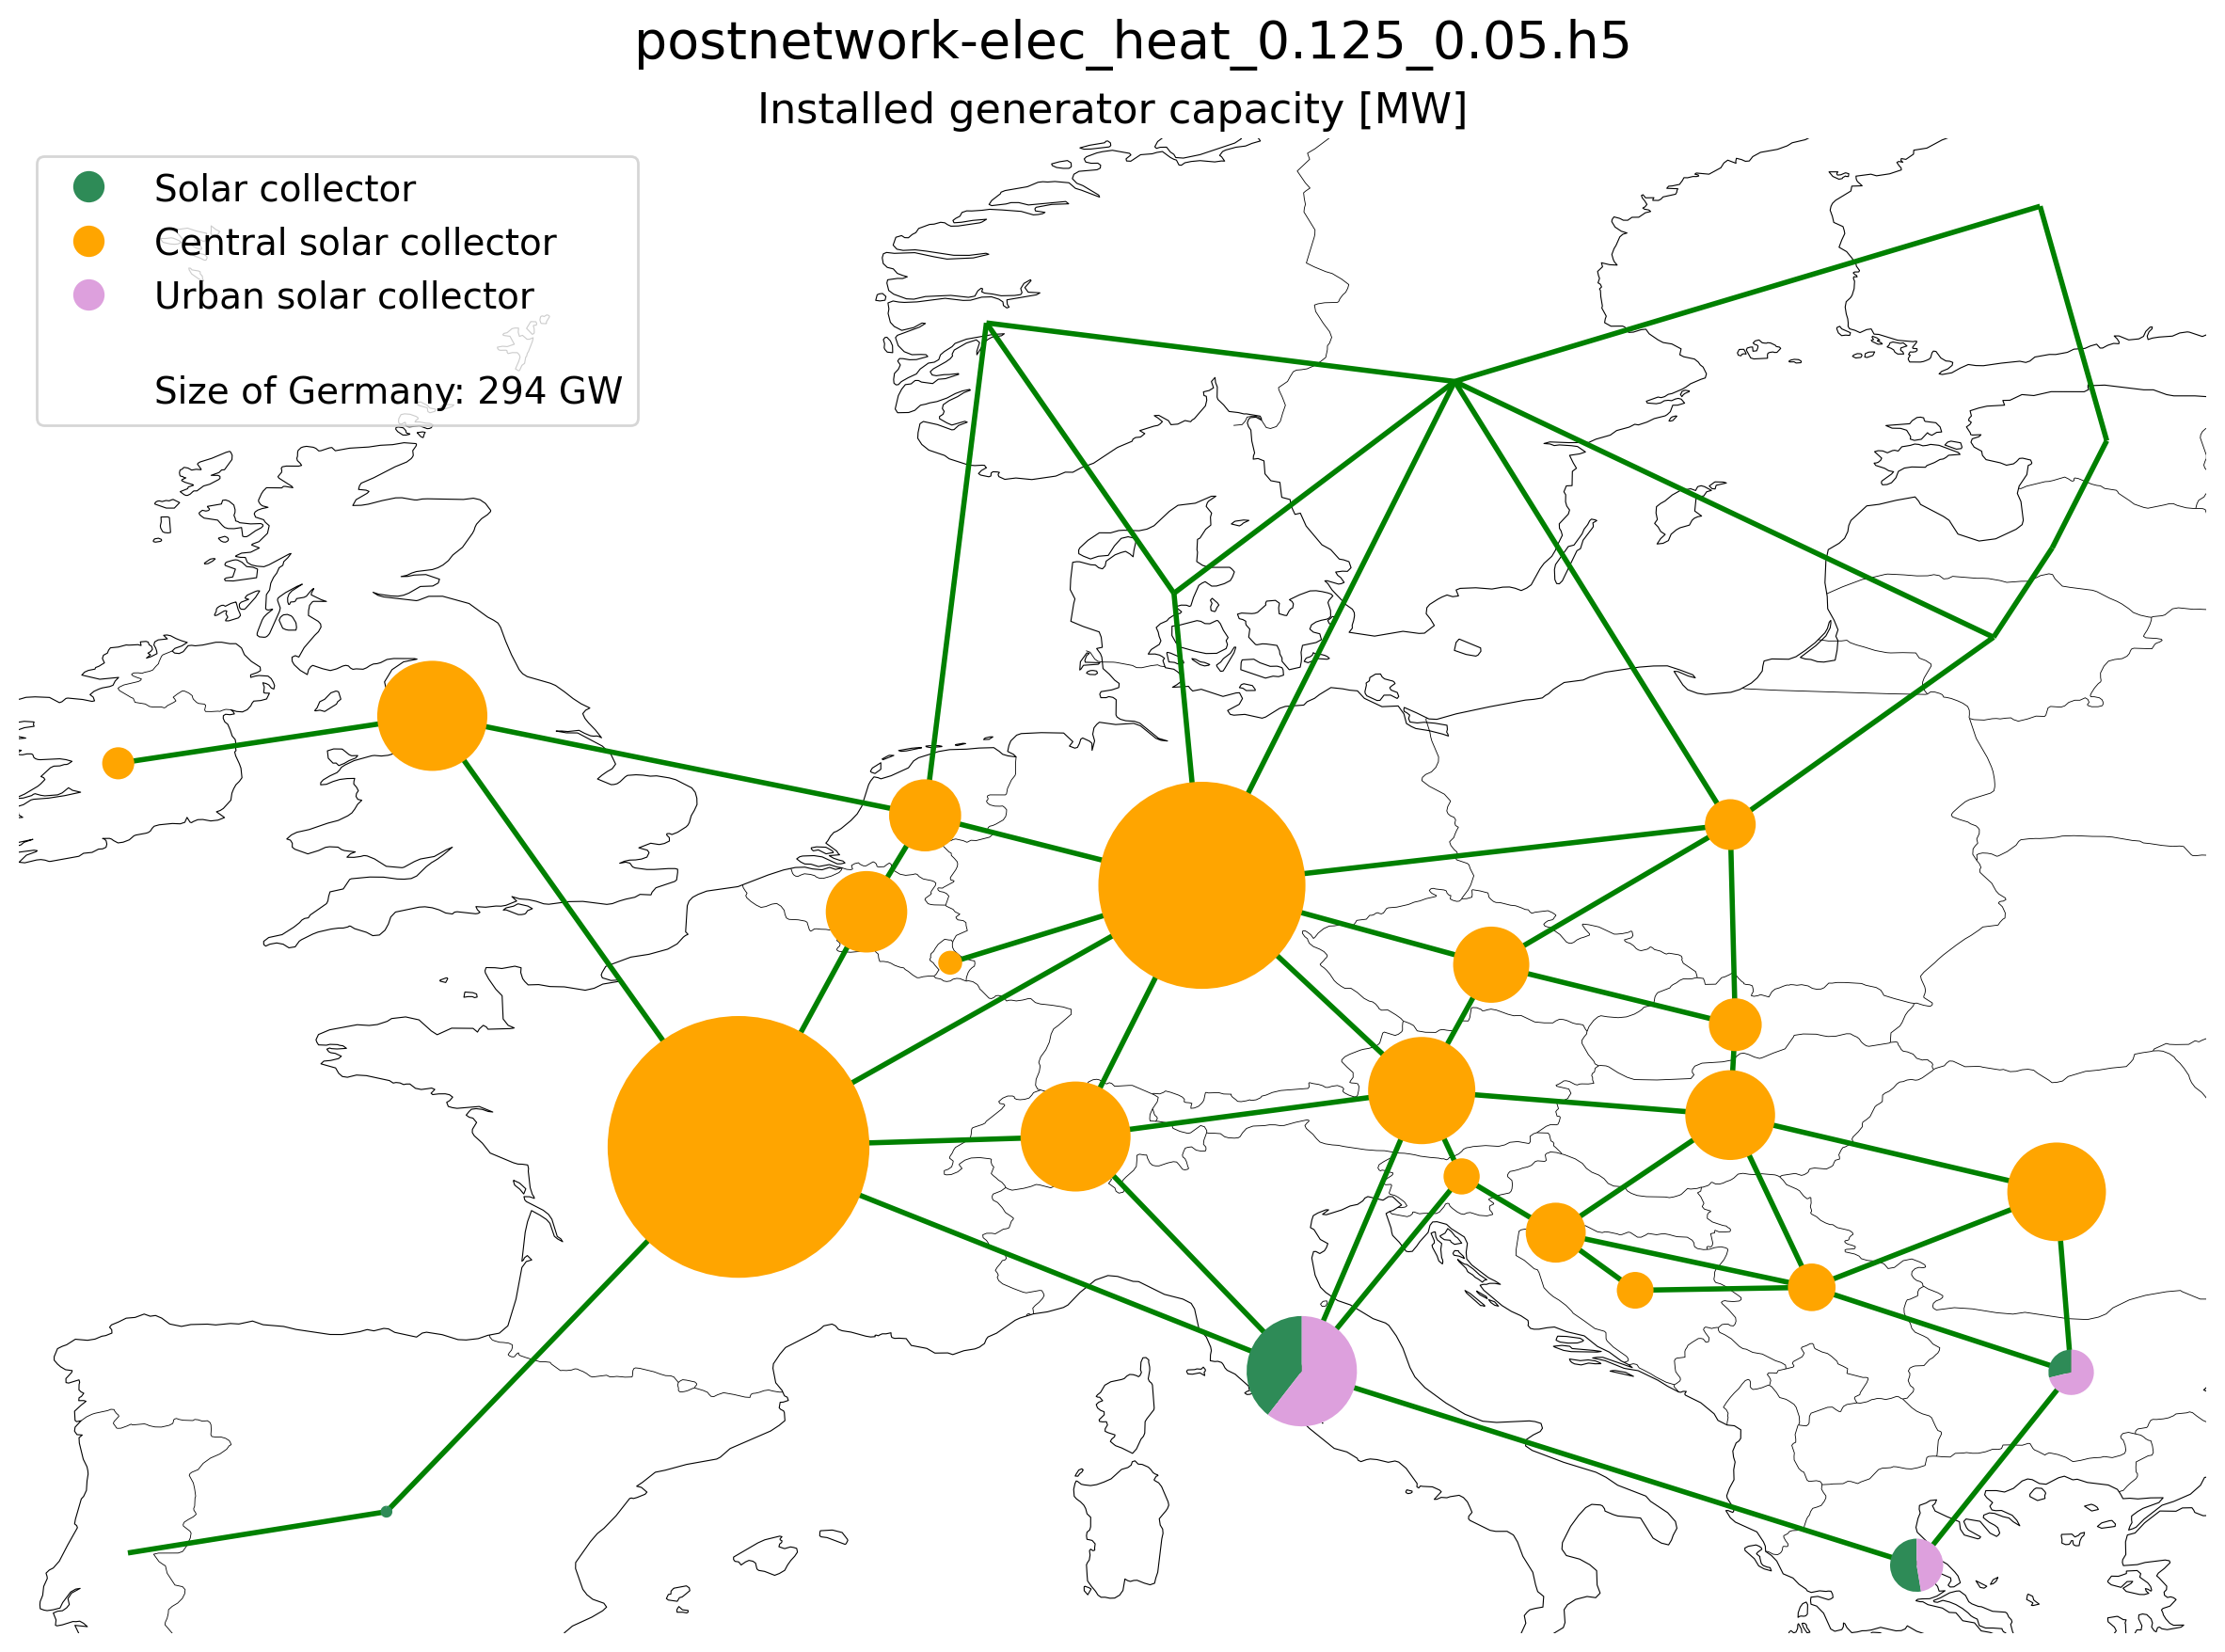 postnetwork-elec_heat_0.125_0.05.h5
Installed generator capacity [MW]
Solar collector
Central solar collector
Urban solar collector
Size of Germany: 294 GW